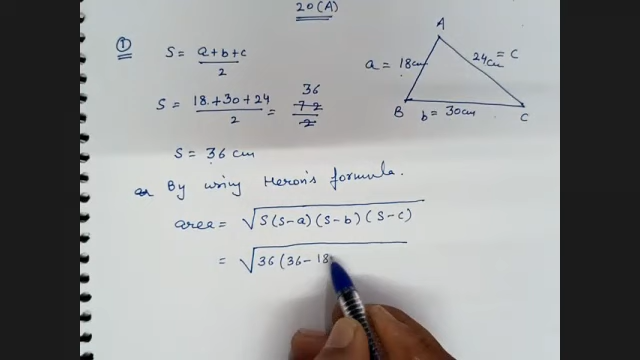 20(A)
① S = a+b+c / 2
S = 18.+30+24 / 2 = 72 / 2 36
S = 36 cm
By using Heron's formula.
area = √S(S-a)(S-b)(S-c)
= √36(36-18
A
a = 18cm
24cm = C
B
b = 30cm
C